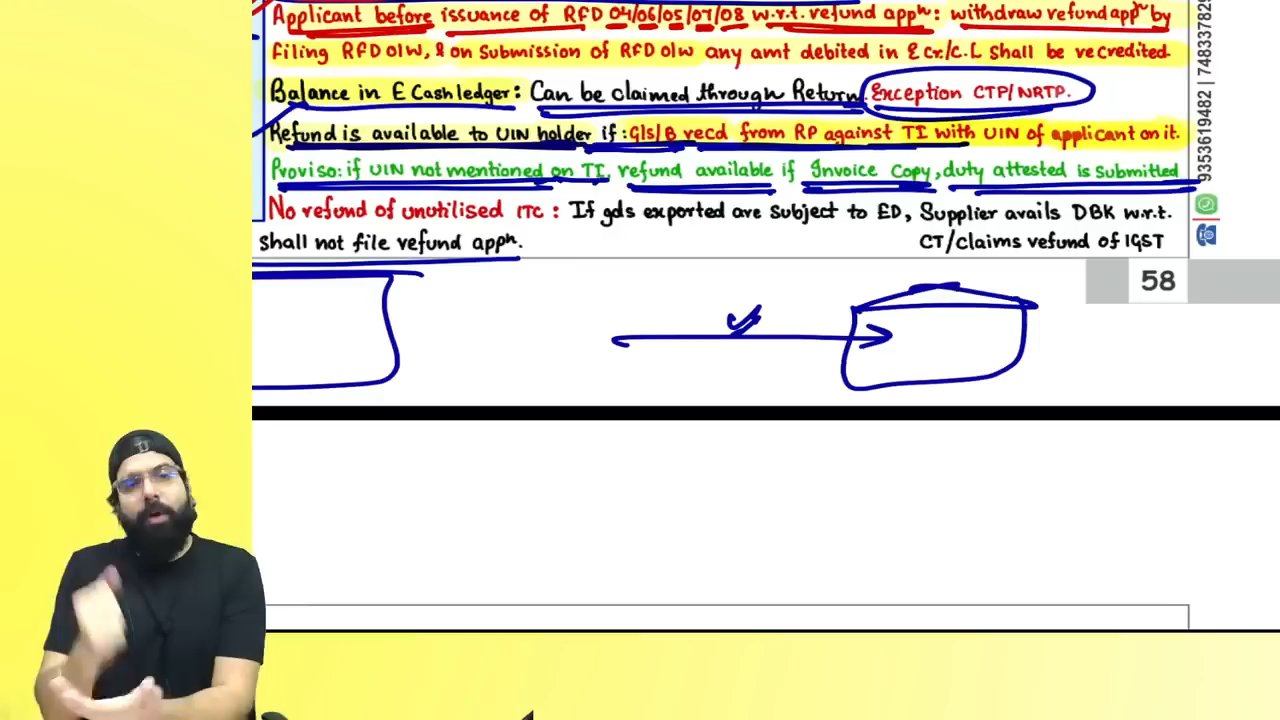 Applicant before issuance of RFD 04/06/05/07/08 w.r.t. refund appⁿ: withdraw refund appⁿ by
filing RFD 01W, & on Submission of RFD 01W any amt debited in E Cr./C.L shall be recredited.
Balance in E Cash ledger: Can be claimed through Return. Exception CTP/NRTP.
Refund is available to UIN holder if: G/s/B recd from RP against TI with UIN of applicant on it.
Proviso: if UIN not mentioned on TI, refund available if Invoice Copy, duty attested is Submitted
No refund of unutilised ITC: If gds exported are subject to ED, Supplier avails DBK w.r.t.
shall not file refund appⁿ. CT/claims refund of IGST
58
9353619482 | 748337829